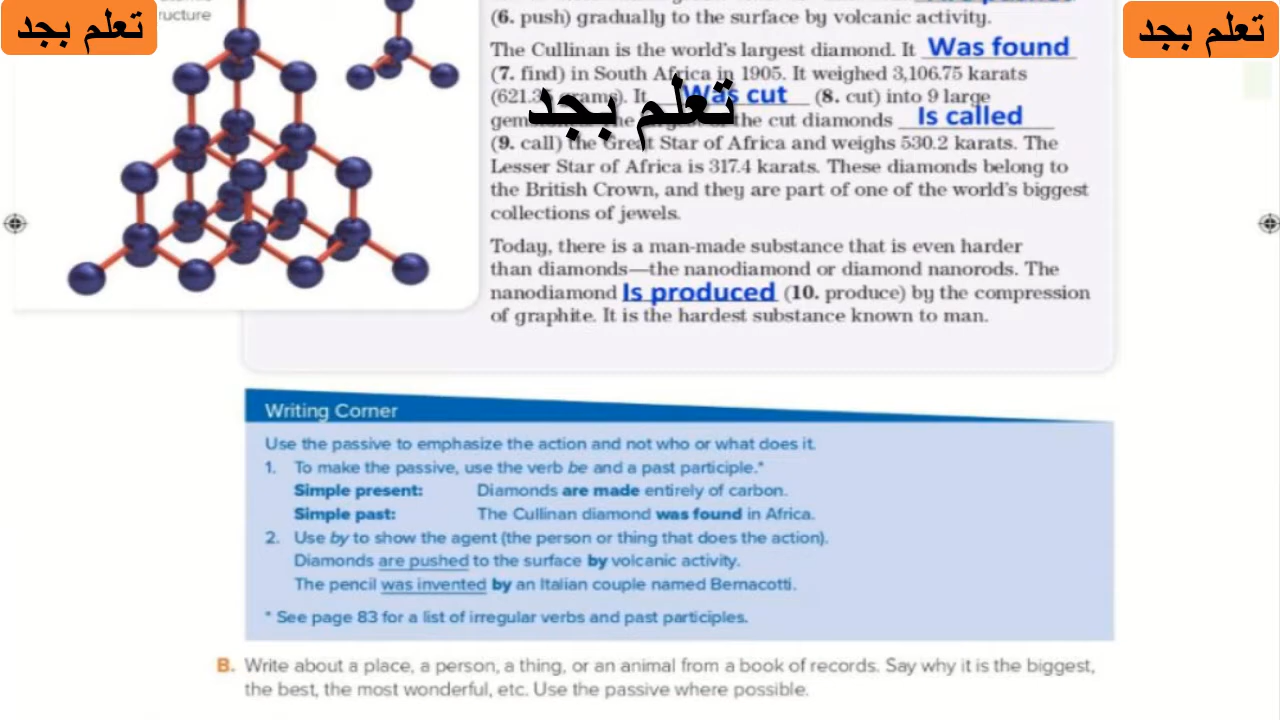 تعلم بجد
ructure
تعلم بجد
(6. push) gradually to the surface by volcanic activity.
The Cullinan is the world's largest diamond. It Was found
(7. find) in South Africa in 1905. It weighed 3,106.75 karats
It Was cut (8. cut) into 9 large
تعلم بجد
the cut diamonds Is called
(9. call) the Great Star of Africa and weighs 530.2 karats. The
Lesser Star of Africa is 317.4 karats. These diamonds belong to
the British Crown, and they are part of one of the world's biggest
collections of jewels.
Today, there is a man-made substance that is even harder
than diamonds—the nanodiamond or diamond nanorods. The
nanodiamond Is produced (10. produce) by the compression
of graphite. It is the hardest substance known to man.
Writing Corner
Use the passive to emphasize the action and not who or what does it.
1. To make the passive, use the verb be and a past participle.*
Simple present: Diamonds are made entirely of carbon.
Simple past: The Cullinan diamond was found in Africa.
2. Use by to show the agent (the person or thing that does the action).
Diamonds are pushed to the surface by volcanic activity.
The pencil was invented by an Italian couple named Bernacotti.
* See page 83 for a list of irregular verbs and past participles.
B. Write about a place, a person, a thing, or an animal from a book of records. Say why it is the biggest,
the best, the most wonderful, etc. Use the passive where possible.